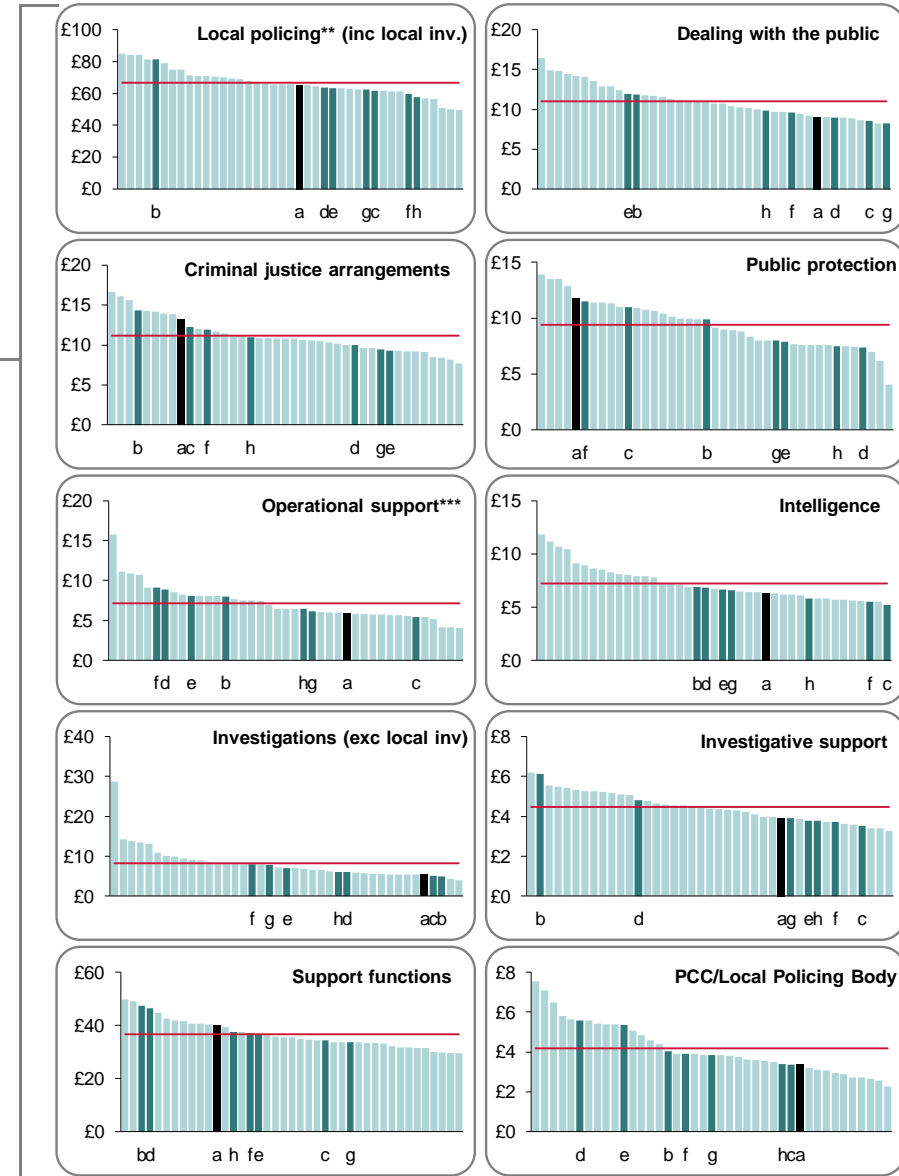 Local policing** (inc local inv.)
£100
£80
£60
£40
£20
£0
b a de gc fh
Dealing with the public
£20
£15
£10
£5
£0
eb h f a d c g
Criminal justice arrangements
£20
£15
£10
£5
£0
b ac f h d ge
Public protection
£15
£10
£5
£0
af c b ge h d
Operational support***
£20
£15
£10
£5
£0
fd e b hg a c
Intelligence
£15
£10
£5
£0
bd eg a h f c
Investigations (exc local inv)
£40
£30
£20
£10
£0
f g e hd acb
Investigative support
£8
£6
£4
£2
£0
b d ag eh f c
Support functions
£60
£40
£20
£0
bd a h fe c g
PCC/Local Policing Body
£8
£6
£4
£2
£0
d e b f g hca